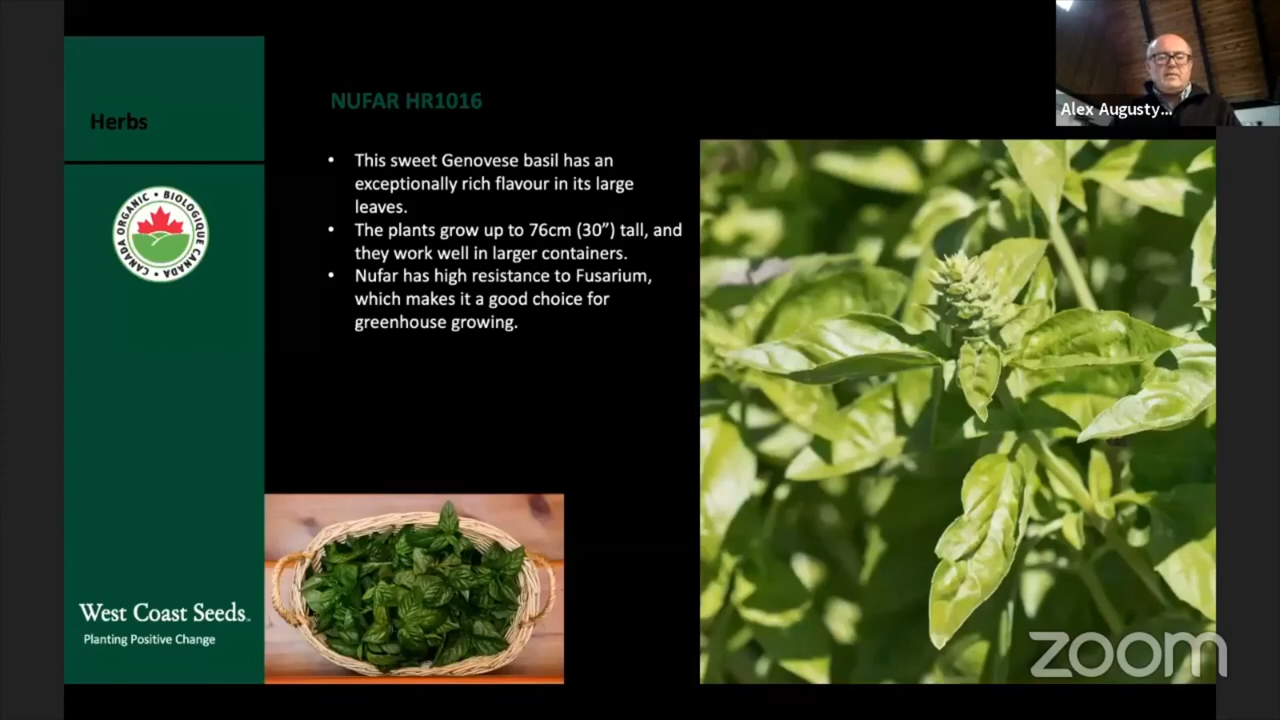 Herbs
CANADA ORGANIC • BIOLOGIQUE CANADA •
West Coast Seeds
Planting Positive Change
NUFAR HR1016
• This sweet Genovese basil has an
exceptionally rich flavour in its large
leaves.
• The plants grow up to 76cm (30”) tall, and
they work well in larger containers.
• Nufar has high resistance to Fusarium,
which makes it a good choice for
greenhouse growing.
Alex Augusty...
zoom